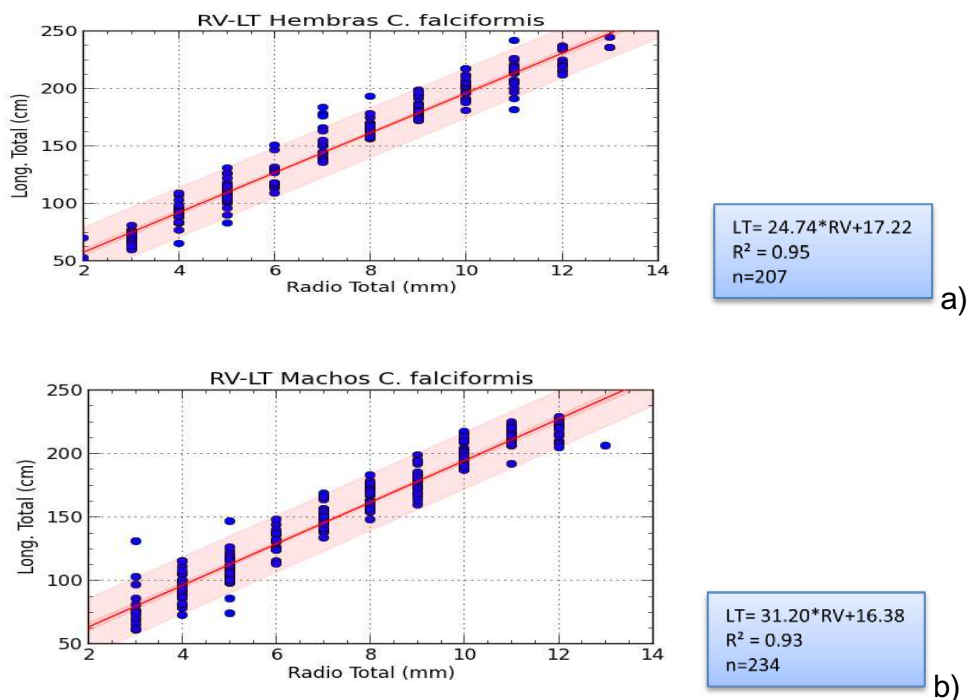 RV-LT Hembras C. falciformis
250
200
150
100
50
Long. Total (cm)
2 4 6 8 10 12 14
Radio Total (mm)
LT= 24.74*RV+17.22
R² = 0.95
n=207
a)
RV-LT Machos C. falciformis
250
200
150
100
50
Long. Total (cm)
2 4 6 8 10 12 14
Radio Total (mm)
LT= 31.20*RV+16.38
R² = 0.93
n=234
b)